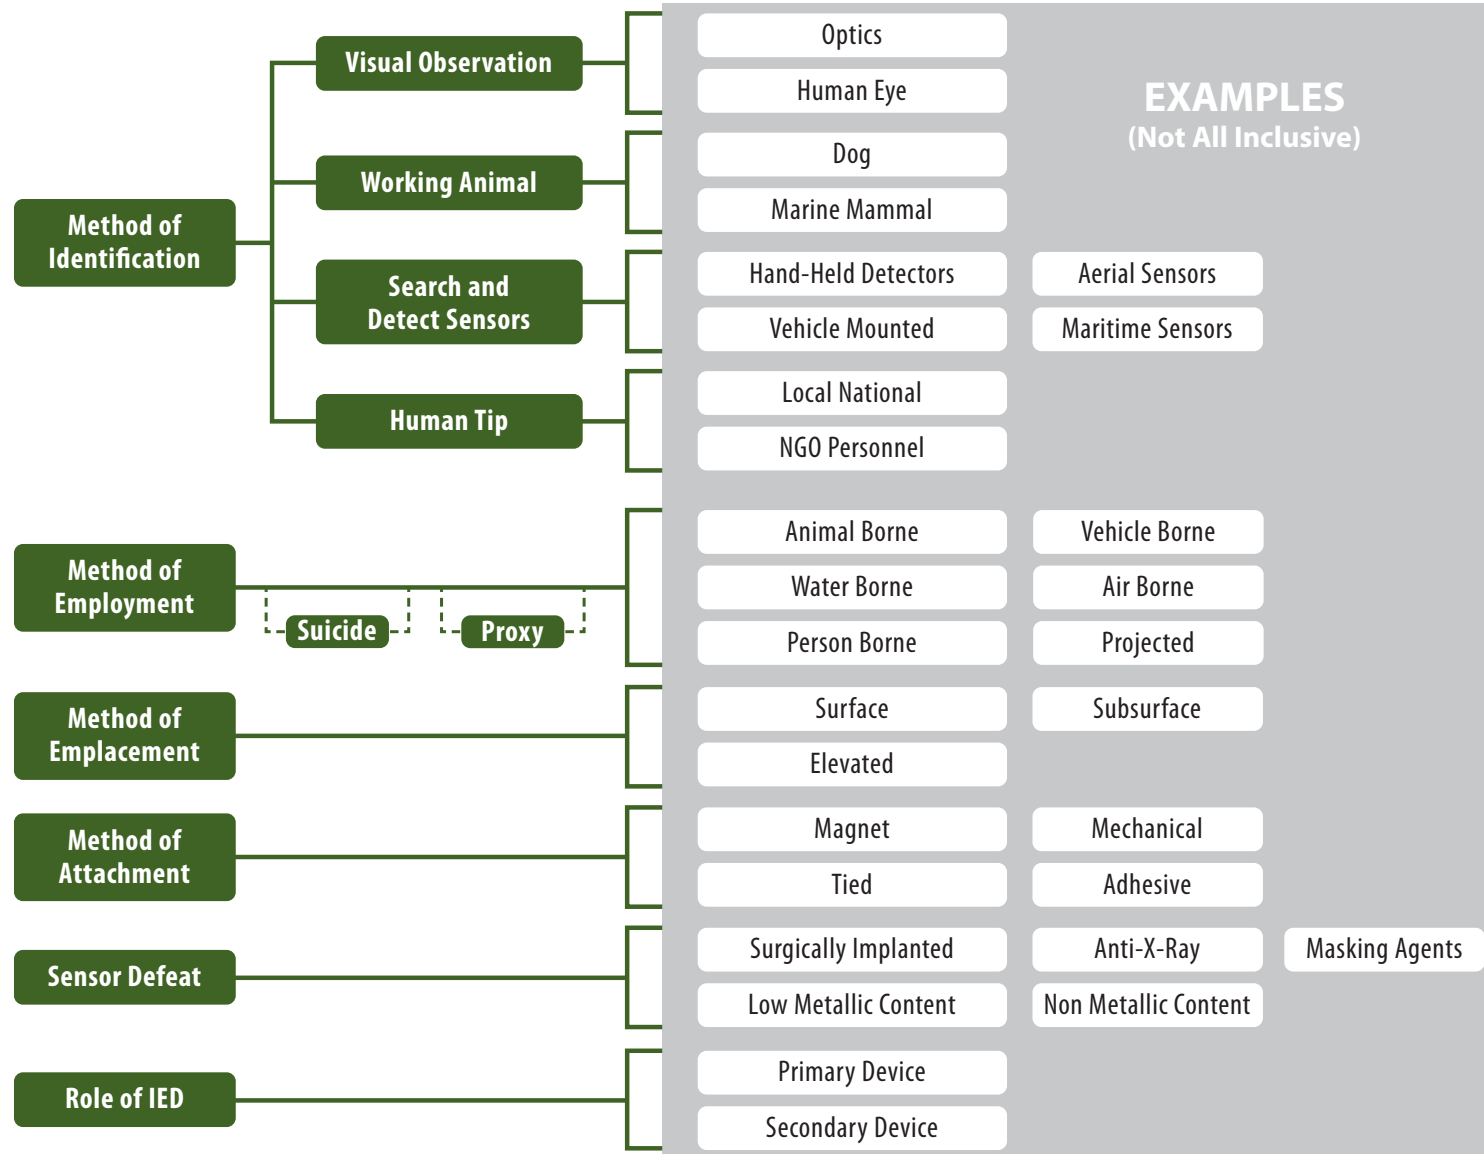 EXAMPLES
(Not All Inclusive)
Method of
Identification
Visual Observation
Optics
Human Eye
Working Animal
Dog
Marine Mammal
Search and
Detect Sensors
Hand-Held Detectors
Aerial Sensors
Vehicle Mounted
Maritime Sensors
Human Tip
Local National
NGO Personnel
Method of
Employment
Suicide
Proxy
Animal Borne
Vehicle Borne
Water Borne
Air Borne
Person Borne
Projected
Method of
Emplacement
Surface
Subsurface
Elevated
Method of
Attachment
Magnet
Mechanical
Tied
Adhesive
Sensor Defeat
Surgically Implanted
Anti-X-Ray
Masking Agents
Low Metallic Content
Non Metallic Content
Role of IED
Primary Device
Secondary Device